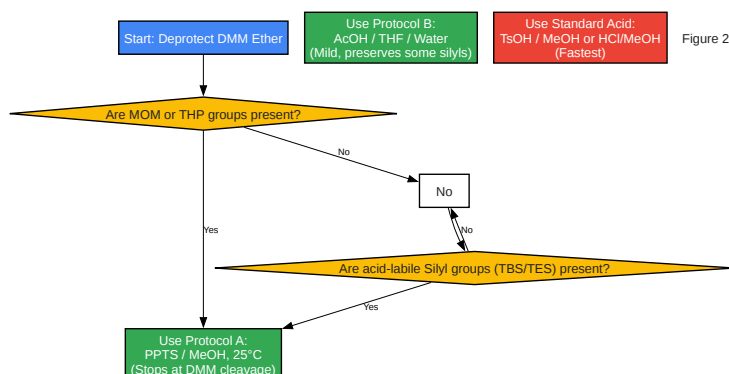 Start: Deprotect DMM Ether
Use Protocol B:
AcOH / THF / Water
(Mild, preserves some silyls)
Use Standard Acid:
TsOH / MeOH or HCl/MeOH
(Fastest)
Figure 2
Are MOM or THP groups present?
No
No
Yes
No
Are acid-labile Silyl groups (TBS/TES) present?
Yes
Use Protocol A:
PPTS / MeOH, 25°C
(Stops at DMM cleavage)